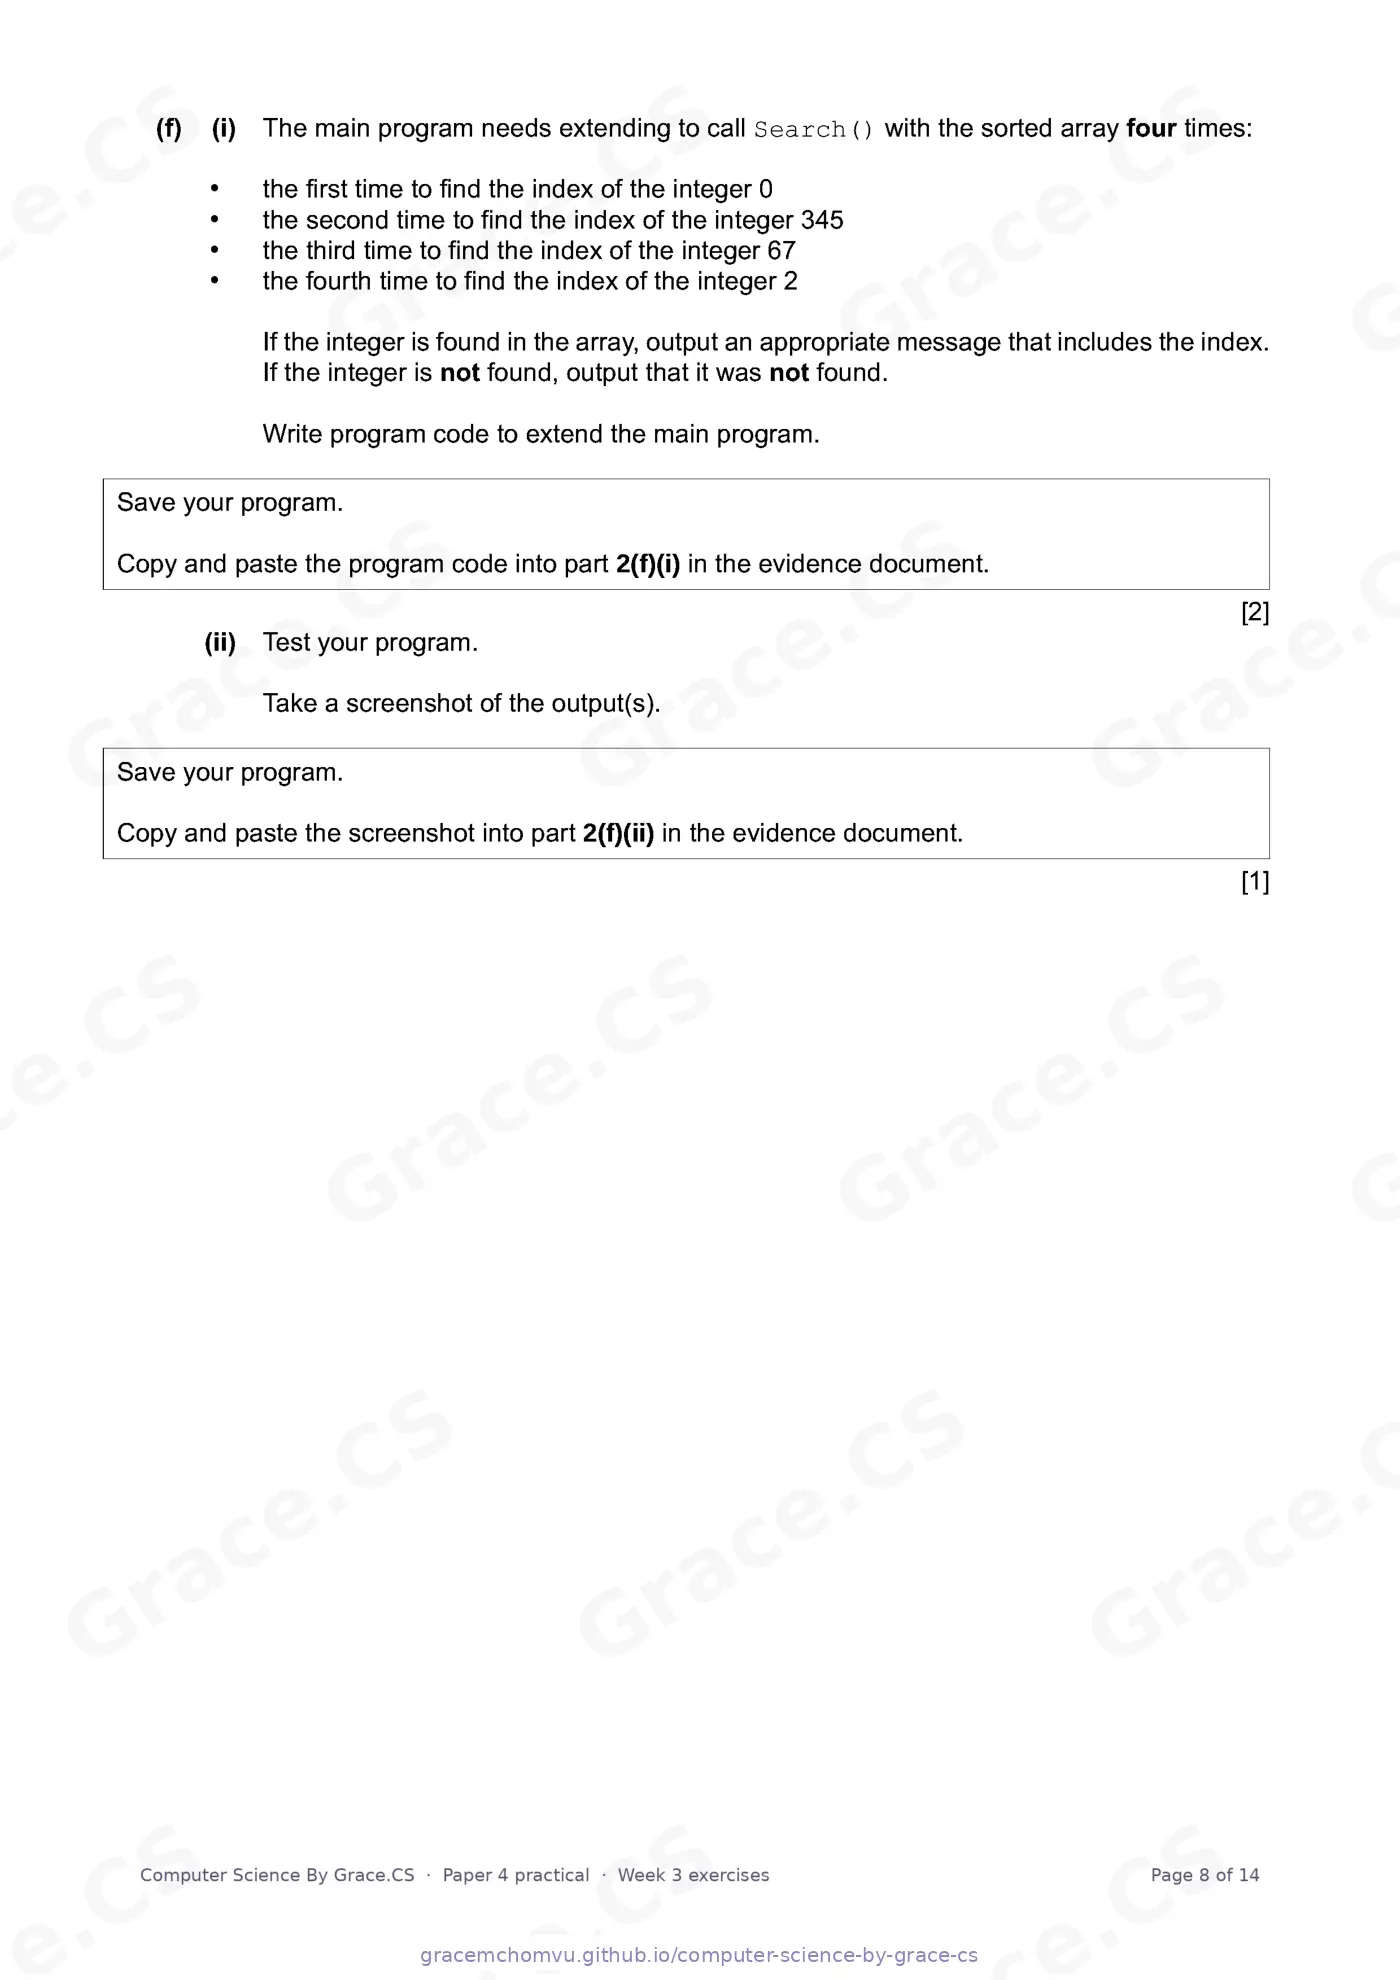 (f) (i) The main program needs extending to call Search() with the sorted array four times:
• the first time to find the index of the integer 0
• the second time to find the index of the integer 345
• the third time to find the index of the integer 67
• the fourth time to find the index of the integer 2
If the integer is found in the array, output an appropriate message that includes the index.
If the integer is not found, output that it was not found.
Write program code to extend the main program.
Save your program.
Copy and paste the program code into part 2(f)(i) in the evidence document.
[2]
(ii) Test your program.
Take a screenshot of the output(s).
Save your program.
Copy and paste the screenshot into part 2(f)(ii) in the evidence document.
[1]
Computer Science By Grace.CS · Paper 4 practical · Week 3 exercises Page 8 of 14
gracemchomvu.github.io/computer-science-by-grace-cs